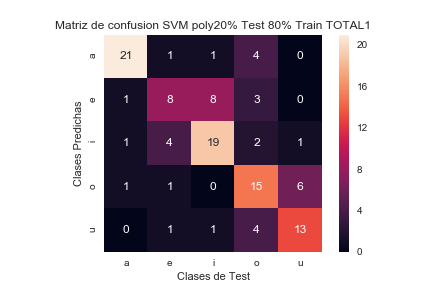 Matriz de confusion SVM poly20% Test 80% Train TOTAL1
Clases Predichas
a 21 1 1 4 0
e 1 8 8 3 0
i 1 4 19 2 1
o 1 1 0 15 6
u 0 1 1 4 13
a e i o u
Clases de Test
20
16
12
8
4
0